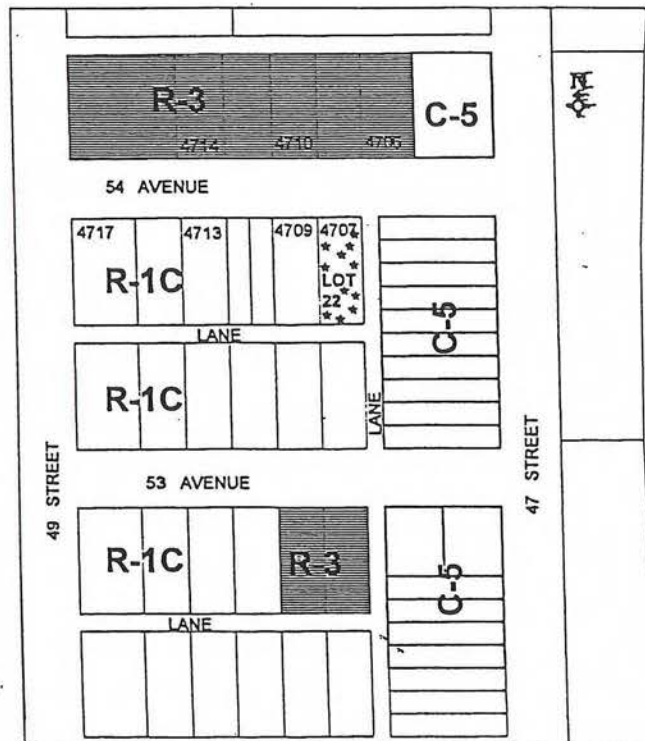 R-3
C-5
4714
4710
4706
54 AVENUE
4717
4713
4709
4707
R-1C
LOT
22
LANE
C-5
R-1C
LANE
49 STREET
53 AVENUE
47 STREET
R-1C
R-3
C-5
LANE